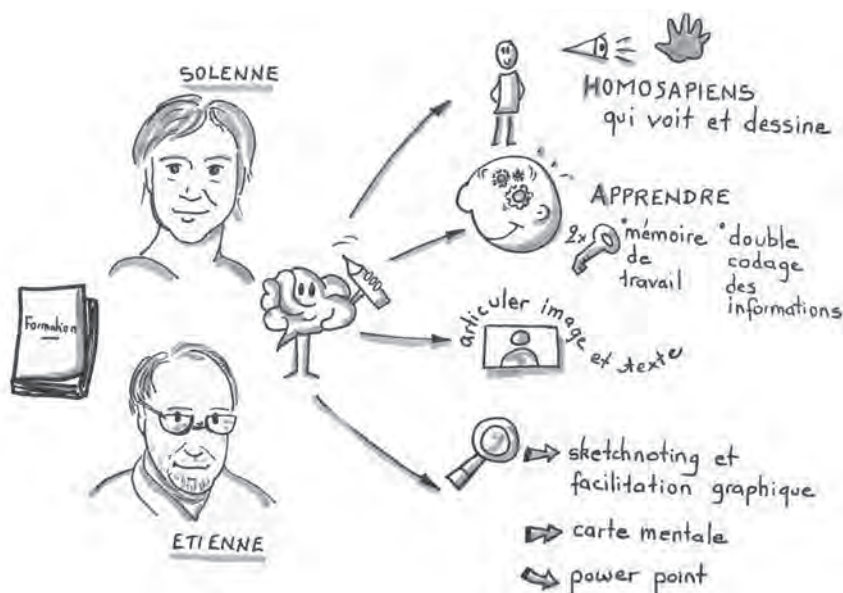 SOLENNE
Formation
ETIENNE
HOMOSAPIENS
qui voit et dessine
APPRENDRE
2x
*mémoire
de
travail
*double
codage
des
informations
articuler image
et texte
sketchnoting et
facilitation graphique
carte mentale
power point